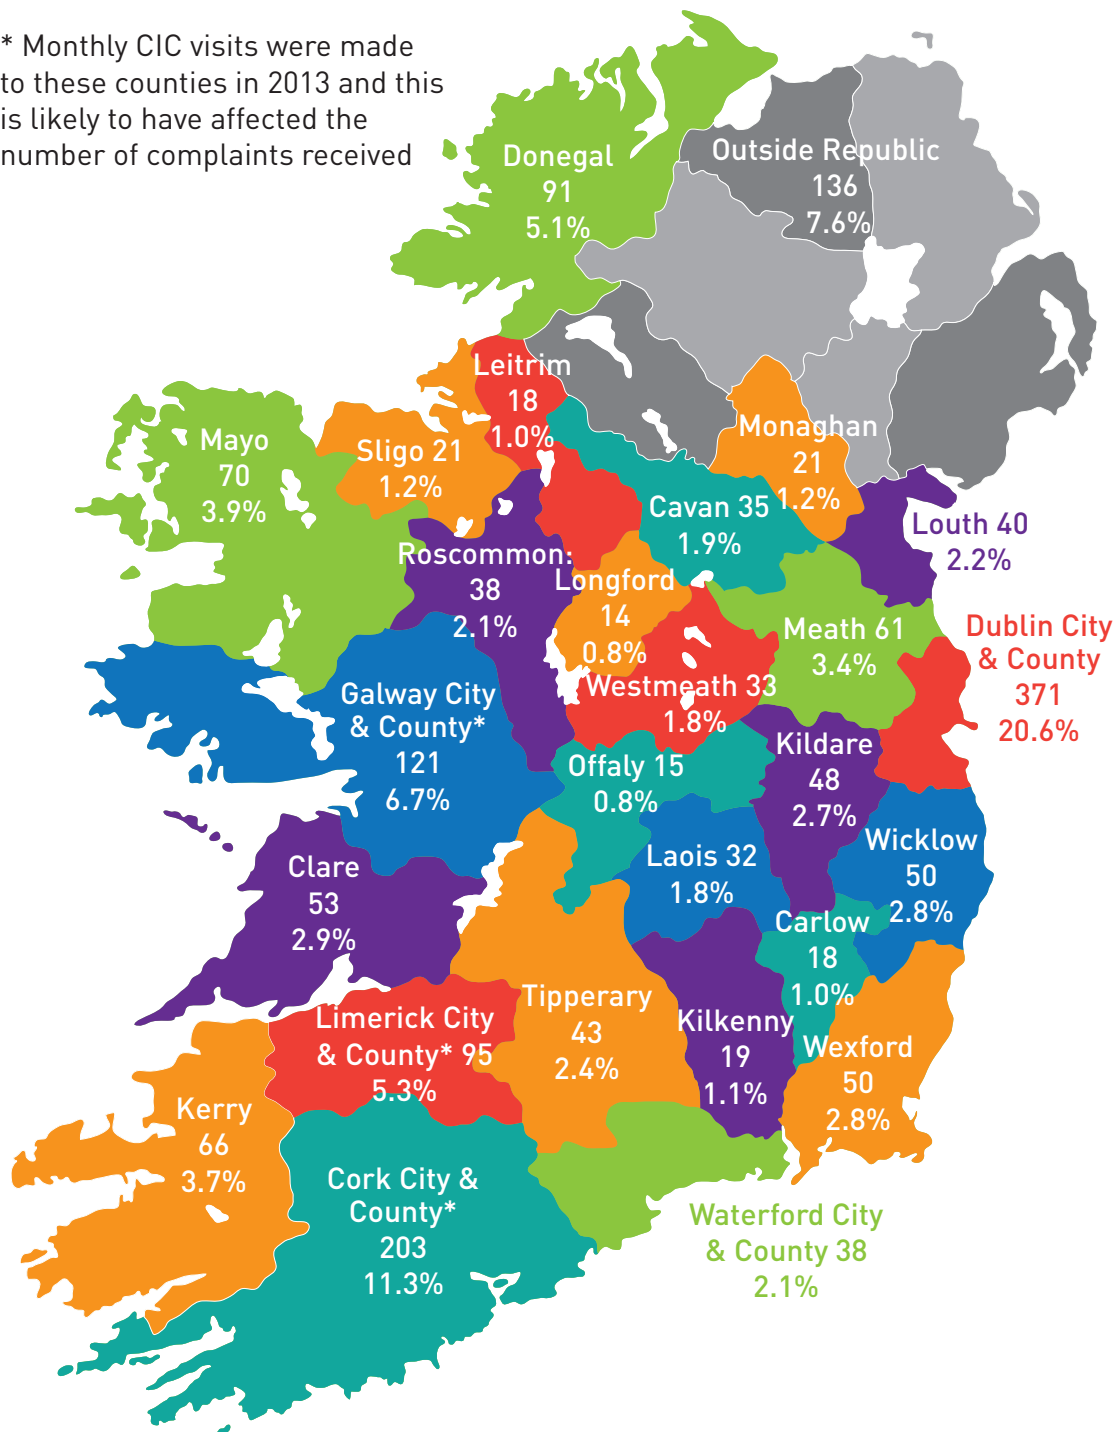 * Monthly CIC visits were made
to these counties in 2013 and this
is likely to have affected the
number of complaints received
Donegal
91
5.1%
Outside Republic
136
7.6%
Leitrim
18
1.0%
Monaghan
21
1.2%
Mayo
70
3.9%
Sligo 21
1.2%
Cavan 35
1.9%
Louth 40
2.2%
Roscommon:
38
2.1%
Longford
14
0.8%
Meath 61
3.4%
Dublin City
& County
371
20.6%
Westmeath 33
1.8%
Galway City
& County*
121
6.7%
Offaly 15
0.8%
Kildare
48
2.7%
Wicklow
50
2.8%
Laois 32
1.8%
Clare
53
2.9%
Carlow
18
1.0%
Tipperary
43
2.4%
Limerick City
& County* 95
5.3%
Kilkenny
19
1.1%
Wexford
50
2.8%
Kerry
66
3.7%
Cork City &
County*
203
11.3%
Waterford City
& County 38
2.1%